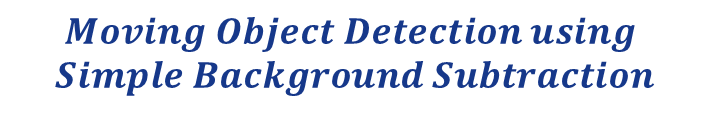 Moving Object Detection using
Simple Background Subtraction